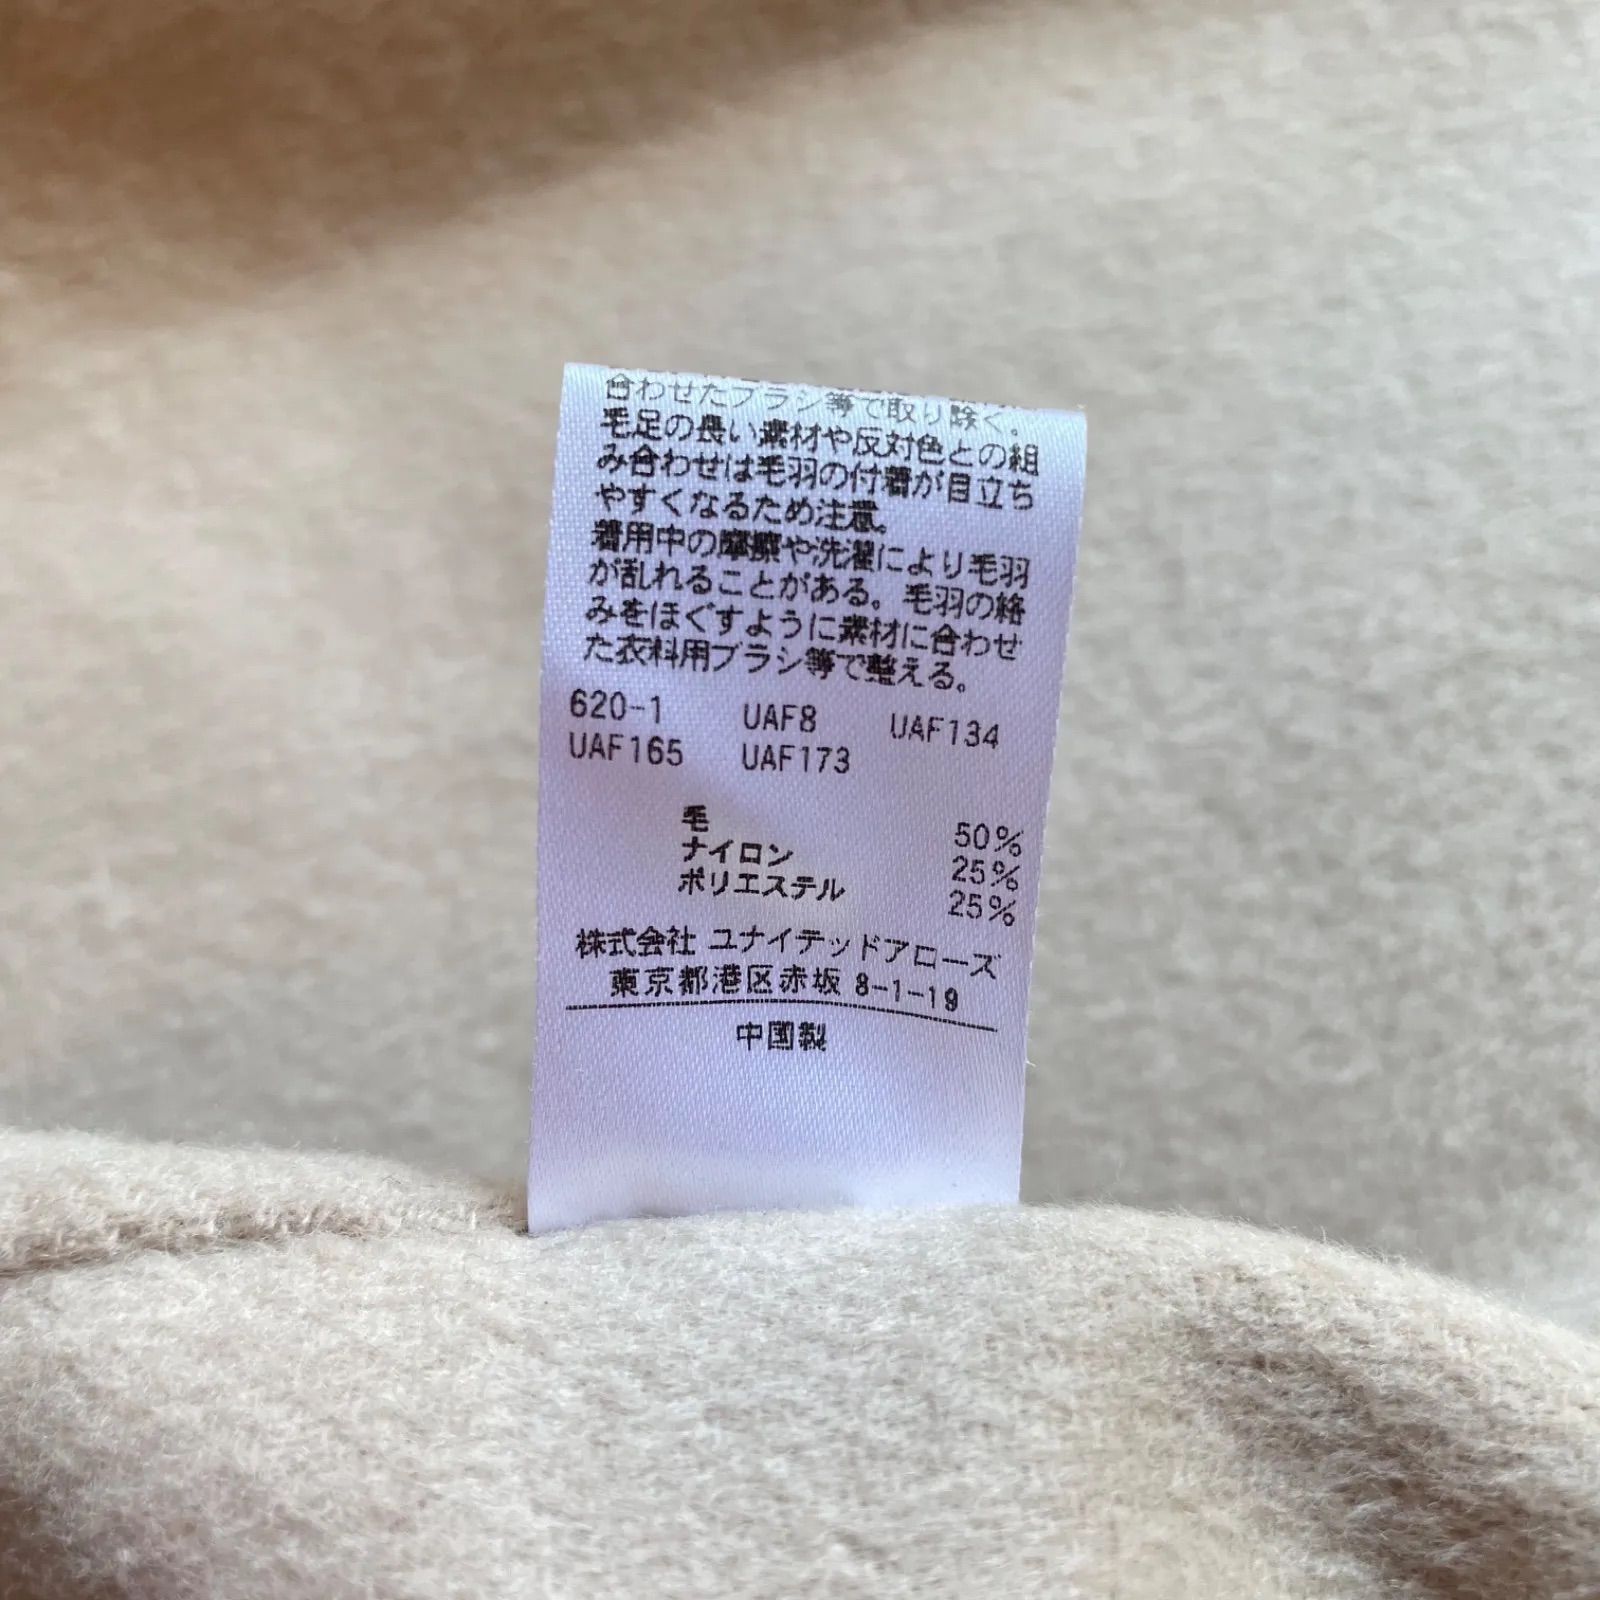 合わせたブラシ等で取り除く。
毛足の長い素材や反対色との組
み合わせは毛羽の付着が目立ち
やすくなるため注意。
着用中の摩擦や洗濯により毛羽
が乱れることがある。毛羽の絡
みをほぐすように素材に合わせ
た衣料用ブラシ等で整える。
620-1 UAF8 UAF134
UAF165 UAF173
毛 50%
ナイロン 25%
ポリエステル 25%
株式会社 ユナイテッドアローズ
東京都港区赤坂 8-1-19
中国製